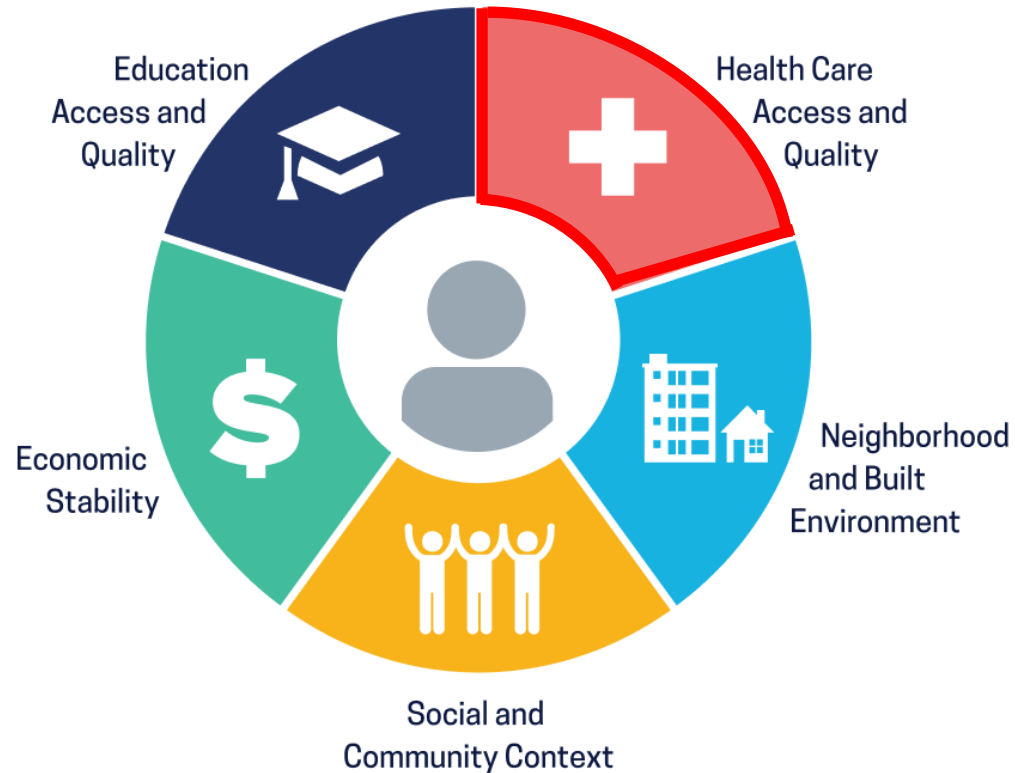 Education
Access and
Quality
Health Care
Access and
Quality
Economic
Stability
Neighborhood
and Built
Environment
Social and
Community Context